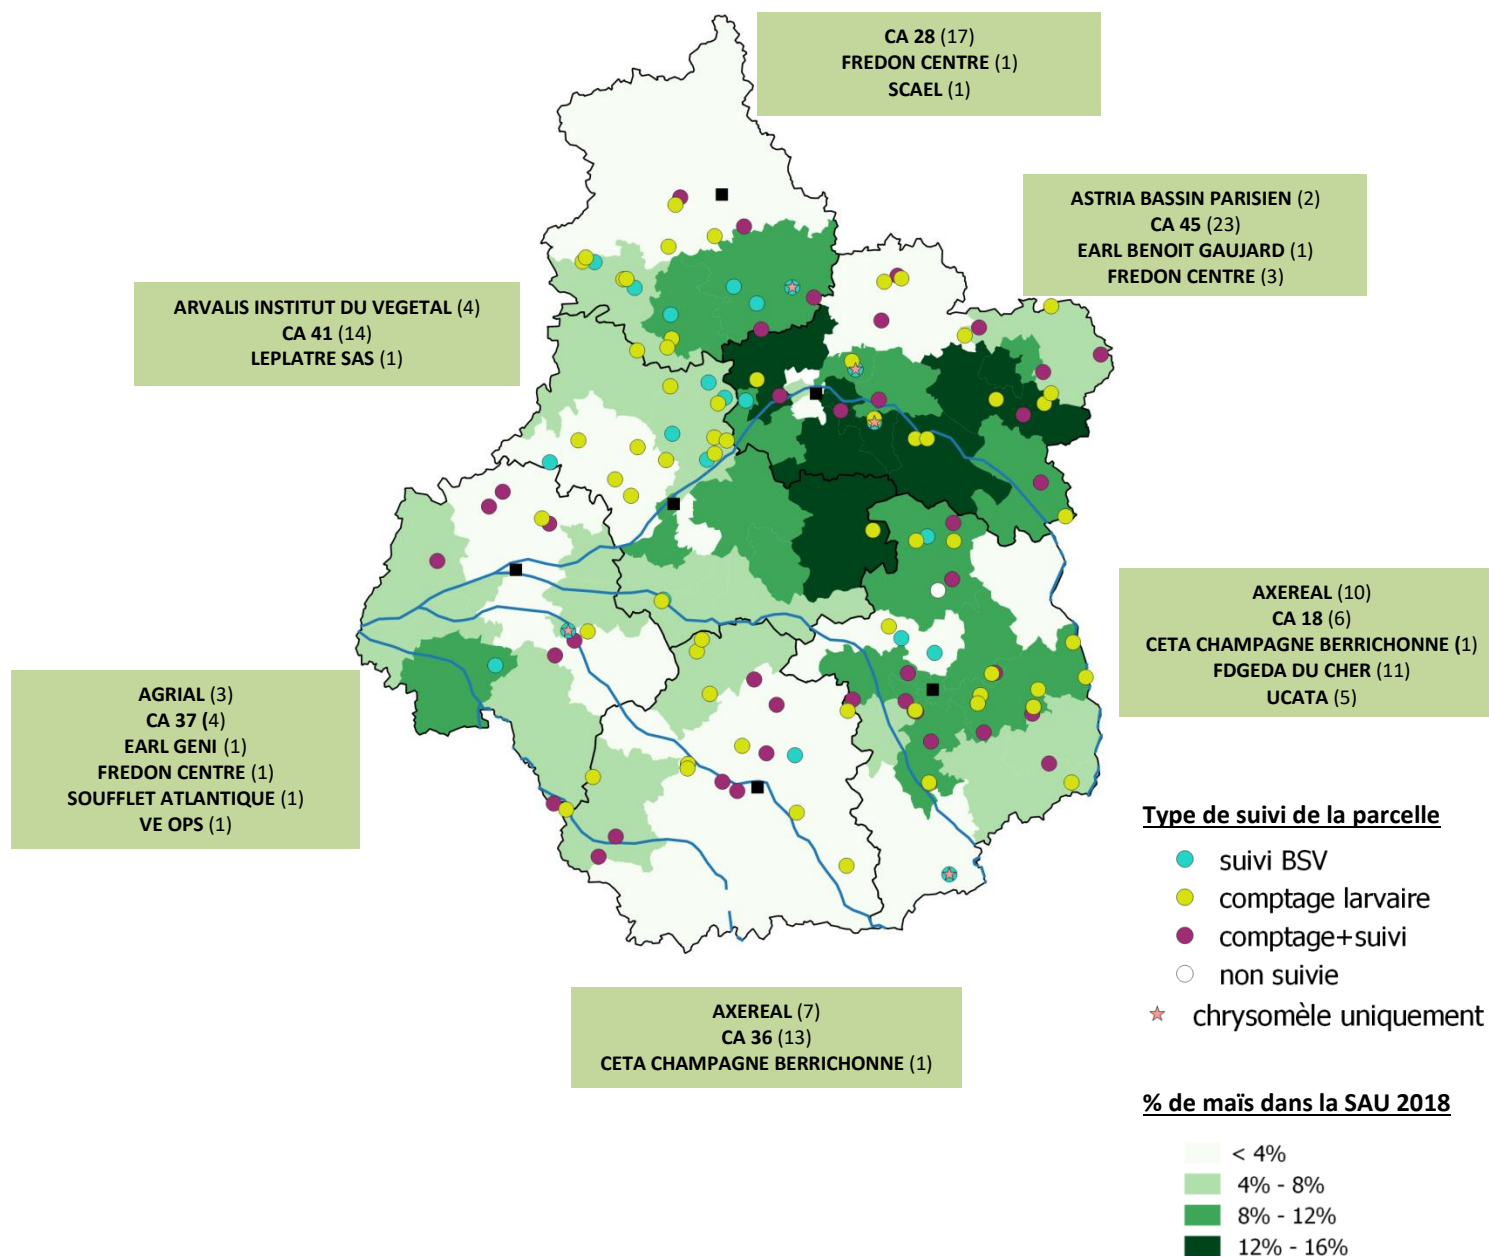 CA 28 (17)
FREDON CENTRE (1)
SCAEL (1)
ASTRIA BASSIN PARISIEN (2)
CA 45 (23)
EARL BENOIT GAUJARD (1)
FREDON CENTRE (3)
ARVALIS INSTITUT DU VEGETAL (4)
CA 41 (14)
LEPLATRE SAS (1)
AXEREAL (10)
CA 18 (6)
CETA CHAMPAGNE BERRICHONNE (1)
FDGEDA DU CHER (11)
UCATA (5)
AGRIAL (3)
CA 37 (4)
EARL GENI (1)
FREDON CENTRE (1)
SOUFFLET ATLANTIQUE (1)
VE OPS (1)
AXEREAL (7)
CA 36 (13)
CETA CHAMPAGNE BERRICHONNE (1)
Type de suivi de la parcelle
suivi BSV
comptage larvaire
comptage+suivi
non suivie
chrysomèle uniquement
% de maïs dans la SAU 2018
< 4%
4% - 8%
8% - 12%
12% - 16%